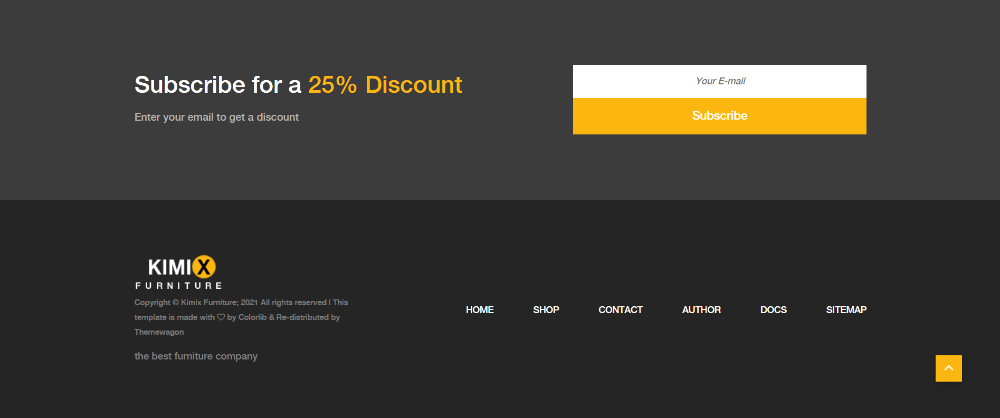 Subscribe for a 25% Discount
Enter your email to get a discount
Your E-mail
Subscribe
KIMIX
FURNITURE
Copyright © Kimix Furniture; 2021 All rights reserved | This
template is made with ♡ by Colorlib & Re-distributed by
Themewagon
the best furniture company
HOME SHOP CONTACT AUTHOR DOCS SITEMAP